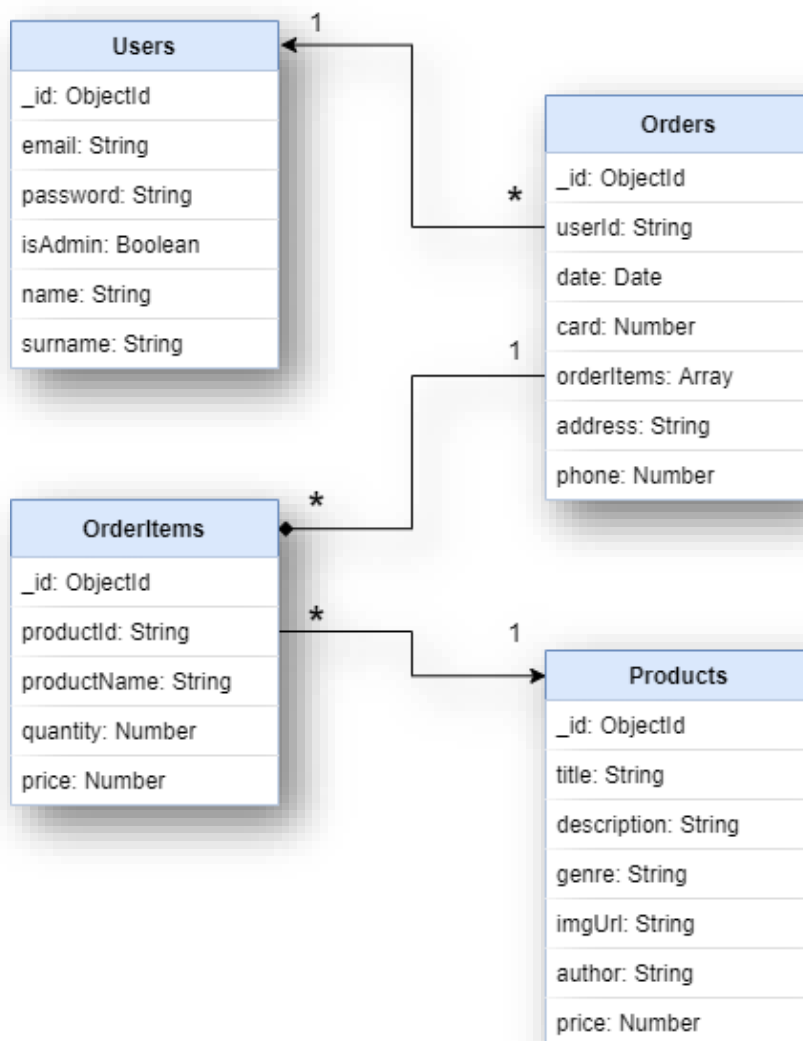 Users
_id: ObjectId
email: String
password: String
isAdmin: Boolean
name: String
surname: String
1
*
Orders
_id: ObjectId
userId: String
date: Date
card: Number
orderItems: Array
address: String
phone: Number
1
*
OrderItems
_id: ObjectId
productId: String
productName: String
quantity: Number
price: Number
*
1
Products
_id: ObjectId
title: String
description: String
genre: String
imgUrl: String
author: String
price: Number